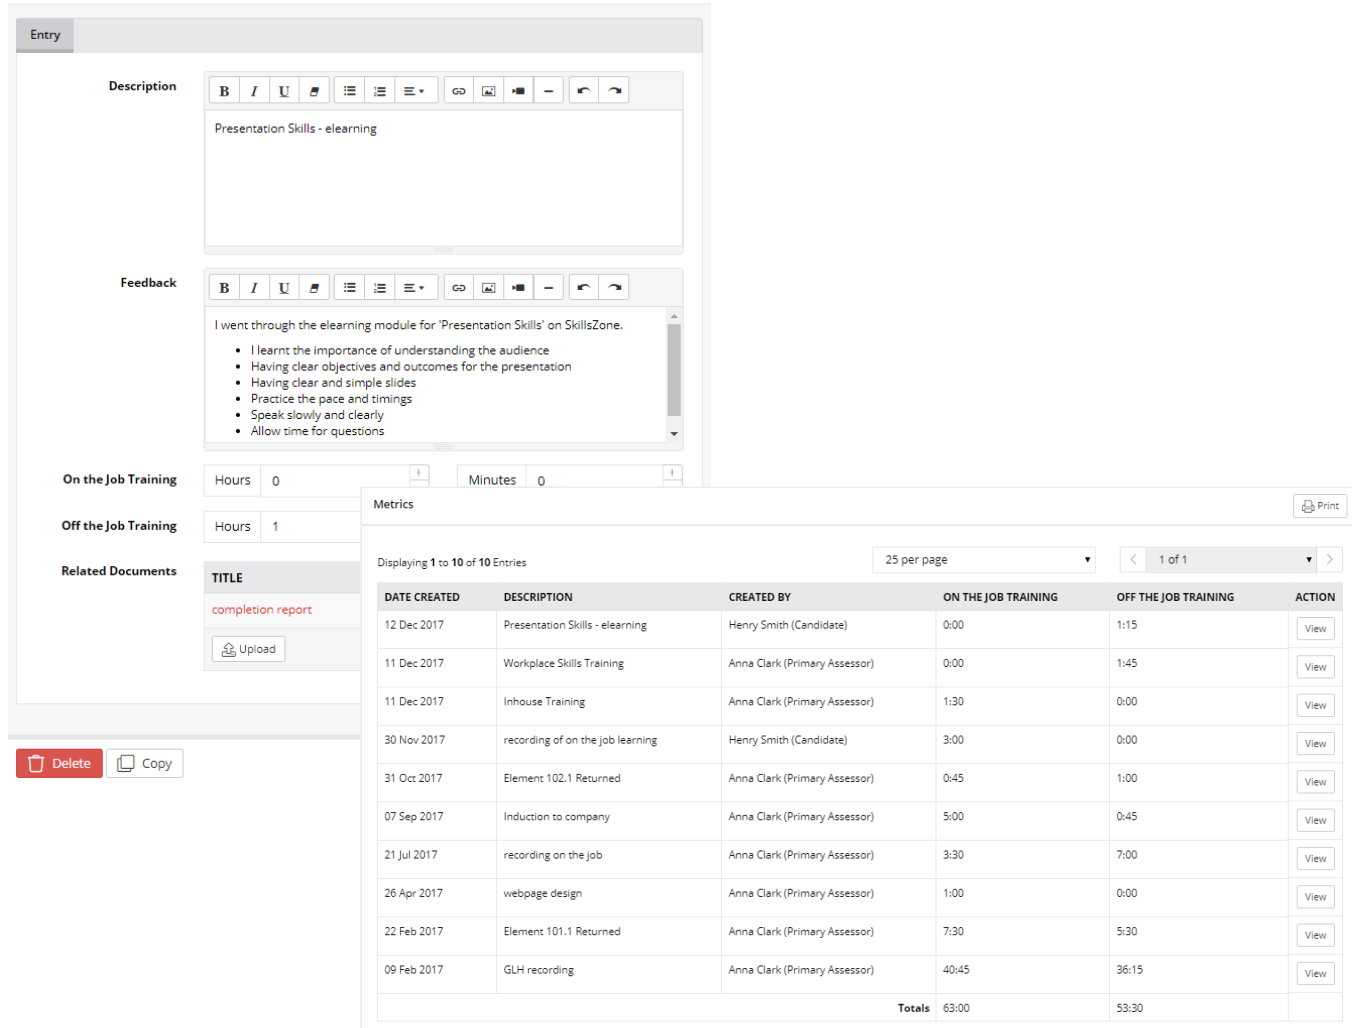 Entry
Description
B I U
Presentation Skills - elearning
Feedback
B I U
I went through the elearning module for 'Presentation Skills' on SkillsZone.
• I learnt the importance of understanding the audience
• Having clear objectives and outcomes for the presentation
• Having clear and simple slides
• Practice the pace and timings
• Speak slowly and clearly
• Allow time for questions
On the Job Training Hours 0 Minutes 0
Off the Job Training Hours 1
Related Documents
TITLE
completion report
Upload
Delete Copy
Metrics Print
Displaying 1 to 10 of 10 Entries 25 per page 1 of 1
DATE CREATED DESCRIPTION CREATED BY ON THE JOB TRAINING OFF THE JOB TRAINING ACTION
12 Dec 2017 Presentation Skills - elearning Henry Smith (Candidate) 0:00 1:15 View
11 Dec 2017 Workplace Skills Training Anna Clark (Primary Assessor) 0:00 1:45 View
11 Dec 2017 Inhouse Training Anna Clark (Primary Assessor) 1:30 0:00 View
30 Nov 2017 recording of on the job learning Henry Smith (Candidate) 3:00 0:00 View
31 Oct 2017 Element 102.1 Returned Anna Clark (Primary Assessor) 0:45 1:00 View
07 Sep 2017 Induction to company Anna Clark (Primary Assessor) 5:00 0:45 View
21 Jul 2017 recording on the job Anna Clark (Primary Assessor) 3:30 7:00 View
26 Apr 2017 webpage design Anna Clark (Primary Assessor) 1:00 0:00 View
22 Feb 2017 Element 101.1 Returned Anna Clark (Primary Assessor) 7:30 5:30 View
09 Feb 2017 GLH recording Anna Clark (Primary Assessor) 40:45 36:15 View
Totals 63:00 53:30